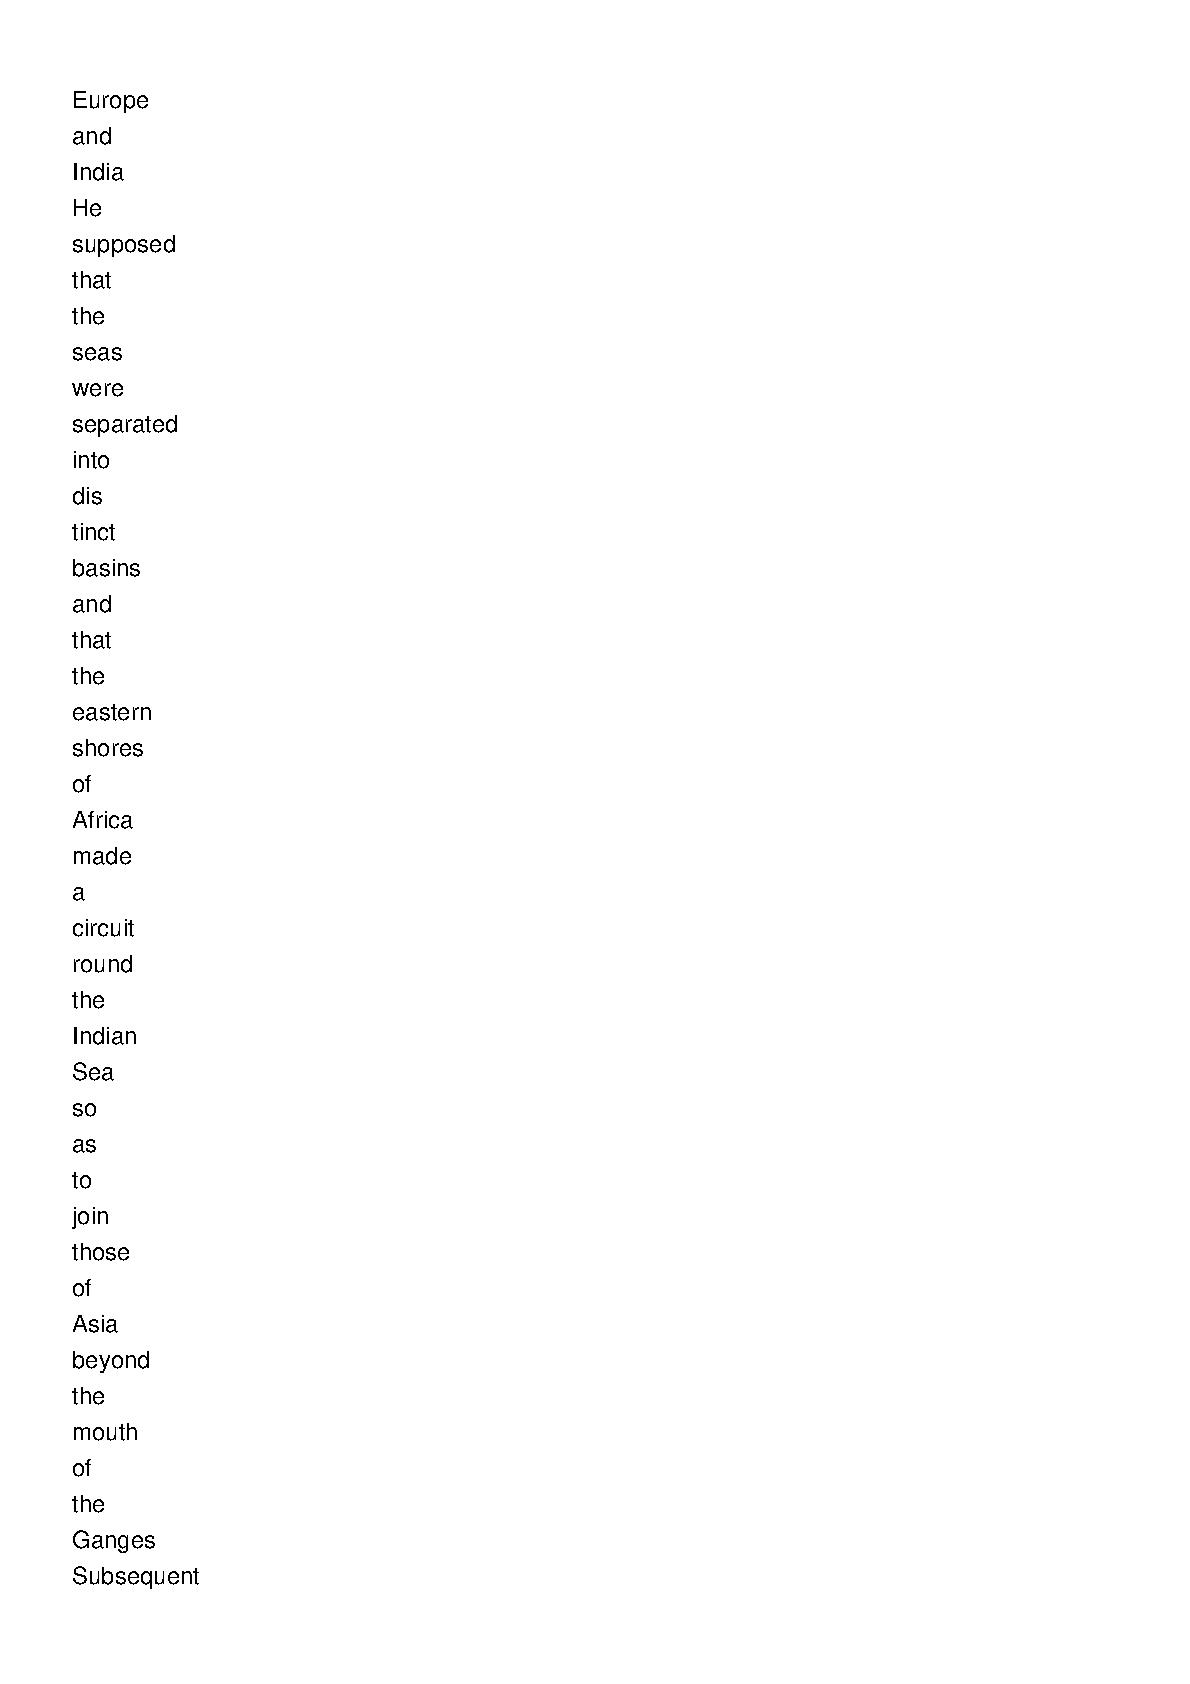 Europe
and
India
He
supposed
that
the
seas
were
separated
into
dis
tinct
basins
and
that
the
eastern
shores
of
Africa
made
a
circuit
round
the
Indian
Sea
so
as
to
join
those
of
Asia
beyond
the
mouth
of
the
Ganges
Subsequent